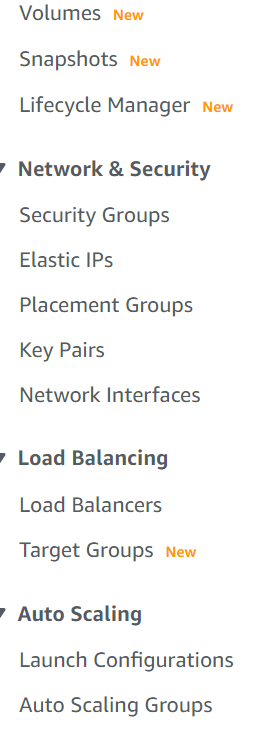 Volumes New
Snapshots New
Lifecycle Manager New
Network & Security
Security Groups
Elastic IPs
Placement Groups
Key Pairs
Network Interfaces
Load Balancing
Load Balancers
Target Groups New
Auto Scaling
Launch Configurations
Auto Scaling Groups